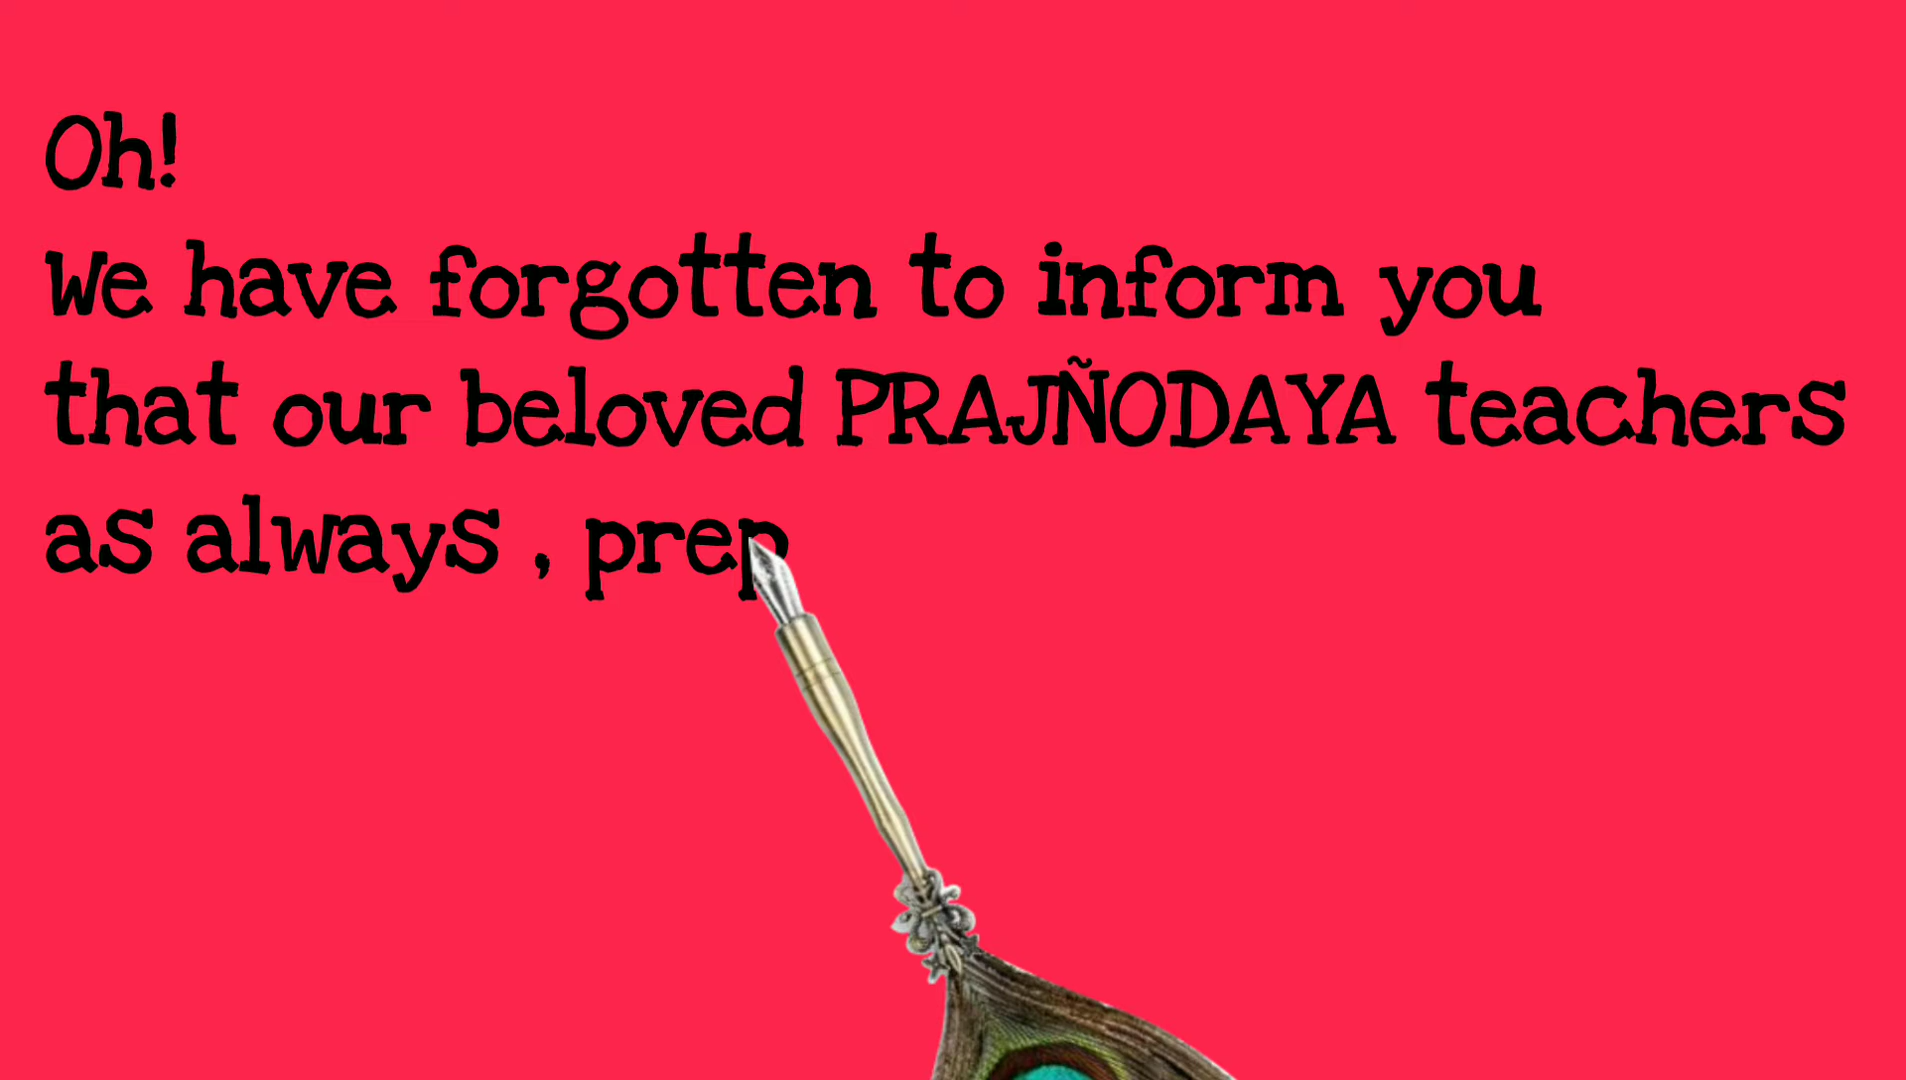 Oh!
We have forgotten to inform you
that our beloved PRAJÑODAYA teachers
as always , prep